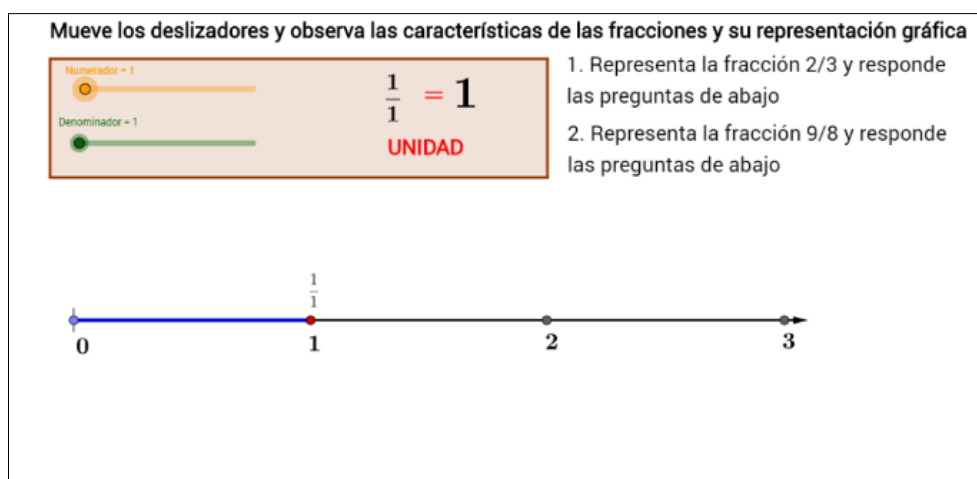 Mueve los deslizadores y observa las características de las fracciones y su representación gráfica
Numerador = 1
Denominador = 1
1/1 = 1
UNIDAD
1. Representa la fracción 2/3 y responde
las preguntas de abajo
2. Representa la fracción 9/8 y responde
las preguntas de abajo
1/1
0 1 2 3